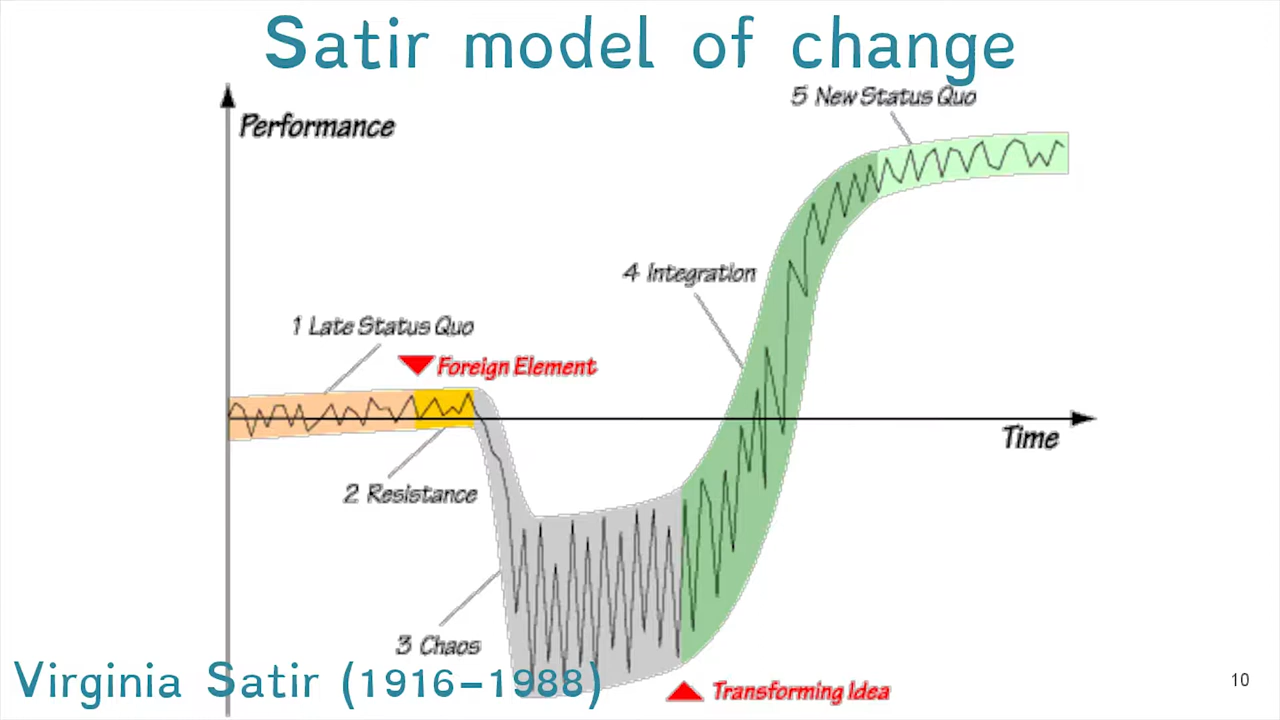 Satir model of change
5 New Status Quo
Performance
4 Integration
1 Late Status Quo
Foreign Element
Time
2 Resistance
3 Chaos
Virginia Satir (1916-1988)
Transforming Idea
10